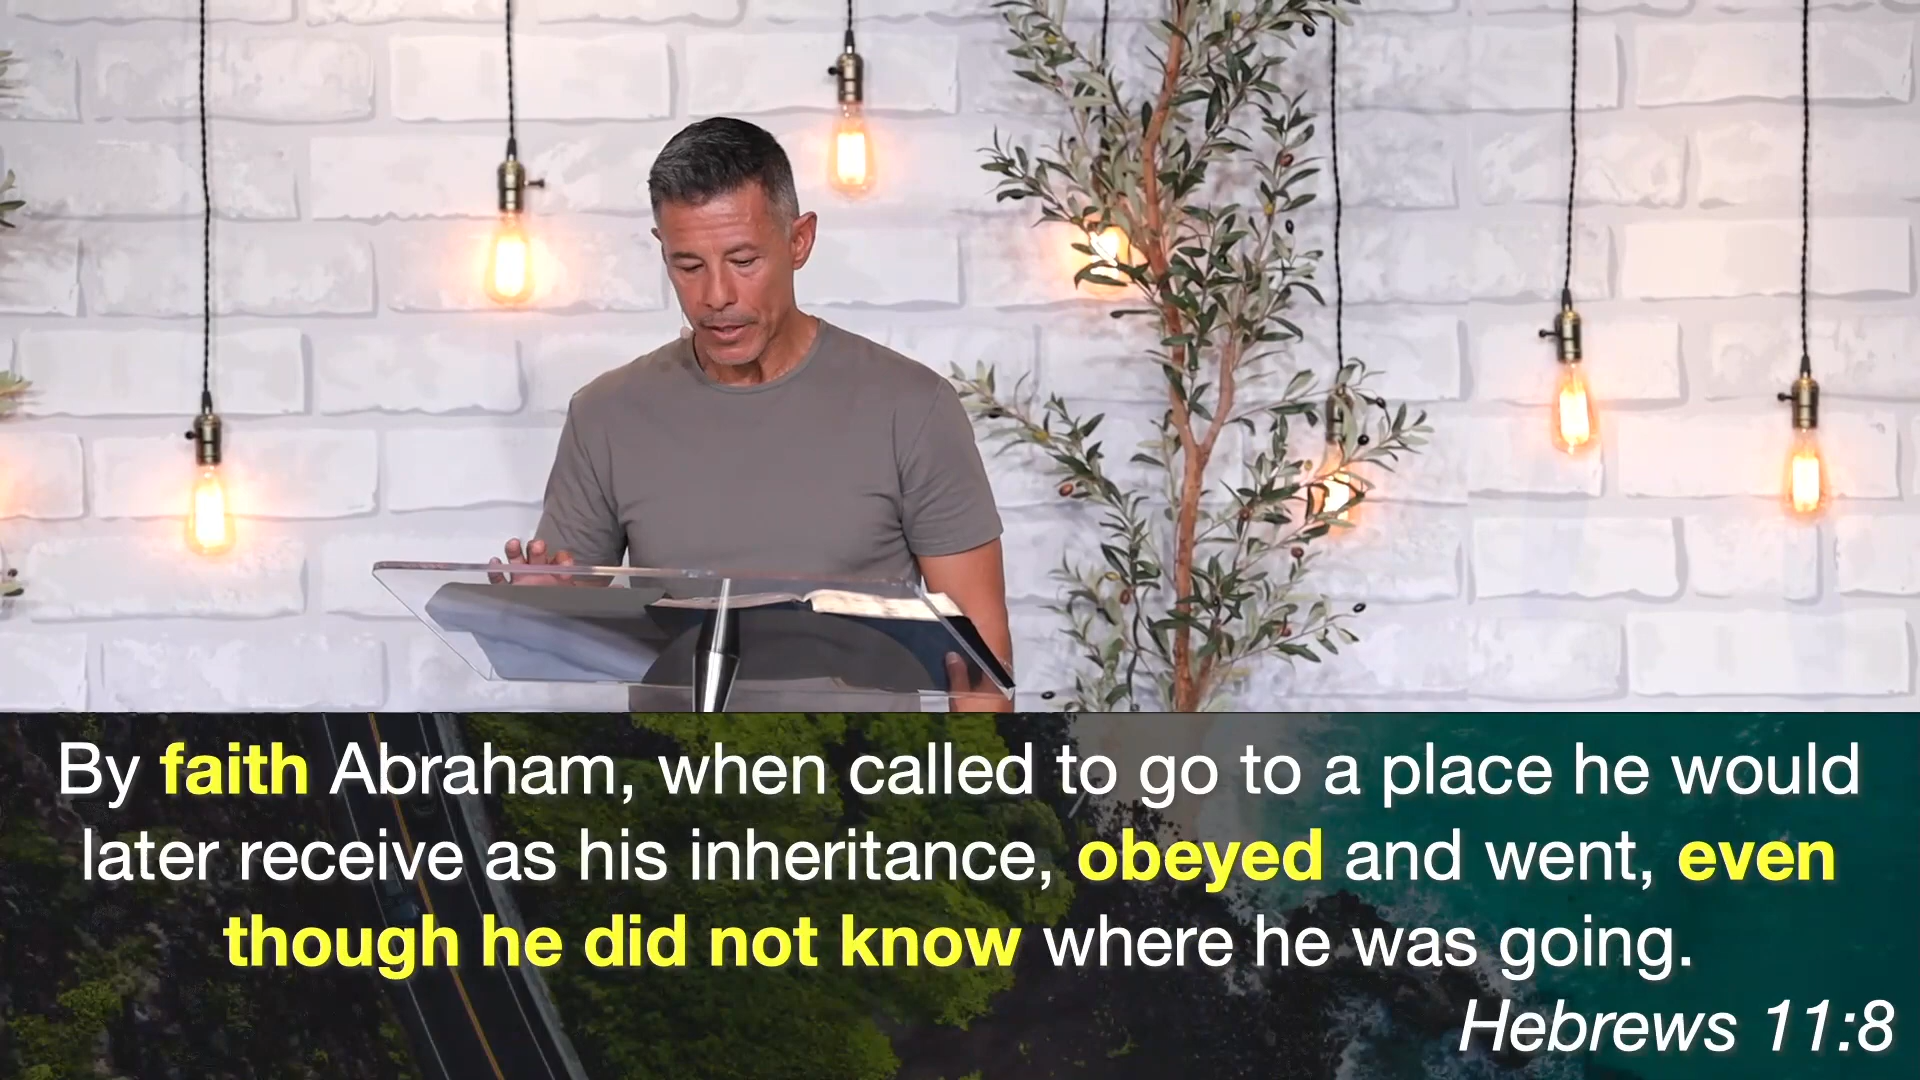 By faith Abraham, when called to go to a place he would
later receive as his inheritance, obeyed and went, even
though he did not know where he was going.
Hebrews 11:8